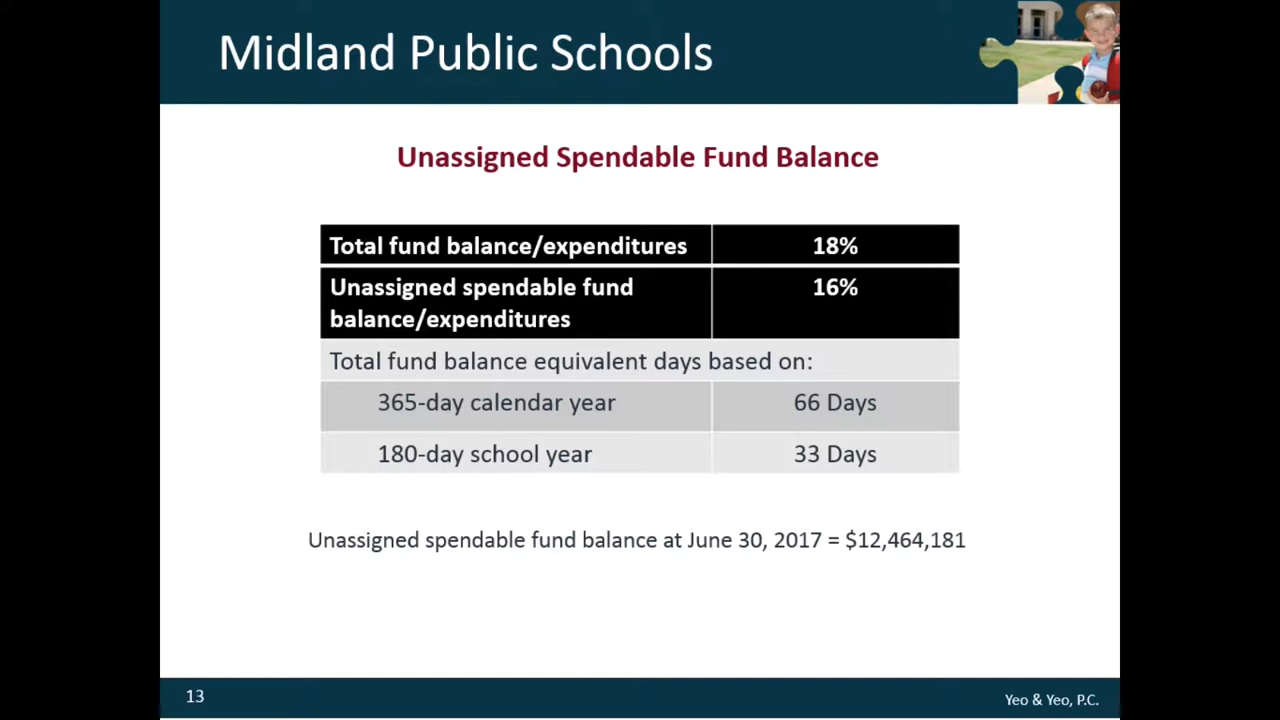 Midland Public Schools
Unassigned Spendable Fund Balance
Total fund balance/expenditures 18%
Unassigned spendable fund 16%
balance/expenditures
Total fund balance equivalent days based on:
365-day calendar year 66 Days
180-day school year 33 Days
Unassigned spendable fund balance at June 30, 2017 = $12,464,181
13
Yeo & Yeo, P.C.